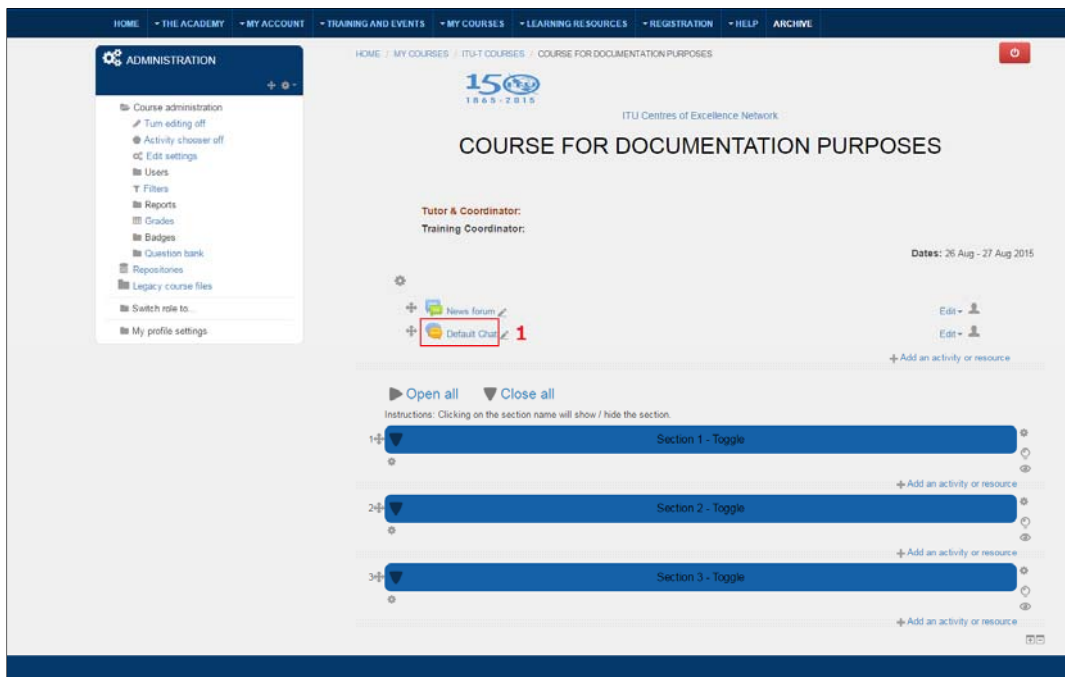 HOME THE ACADEMY MY ACCOUNT TRAINING AND EVENTS MY COURSES LEARNING RESOURCES REGISTRATION HELP ARCHIVE
ADMINISTRATION
Course administration
Turn editing off
Activity chooser off
Edit settings
Users
Filters
Reports
Grades
Badges
Question bank
Repositories
Legacy course files
Switch role to...
My profile settings
HOME / MY COURSES / ITU-T COURSES / COURSE FOR DOCUMENTATION PURPOSES
150
1865-2015
ITU Centres of Excellence Network
COURSE FOR DOCUMENTATION PURPOSES
Tutor & Coordinator:
Training Coordinator:
Dates: 26 Aug - 27 Aug 2015
News forum Edit
Default Chat 1 Edit
Add an activity or resource
Open all Close all
Instructions: Clicking on the section name will show / hide the section.
1 Section 1 - Toggle
Add an activity or resource
2 Section 2 - Toggle
Add an activity or resource
3 Section 3 - Toggle
Add an activity or resource